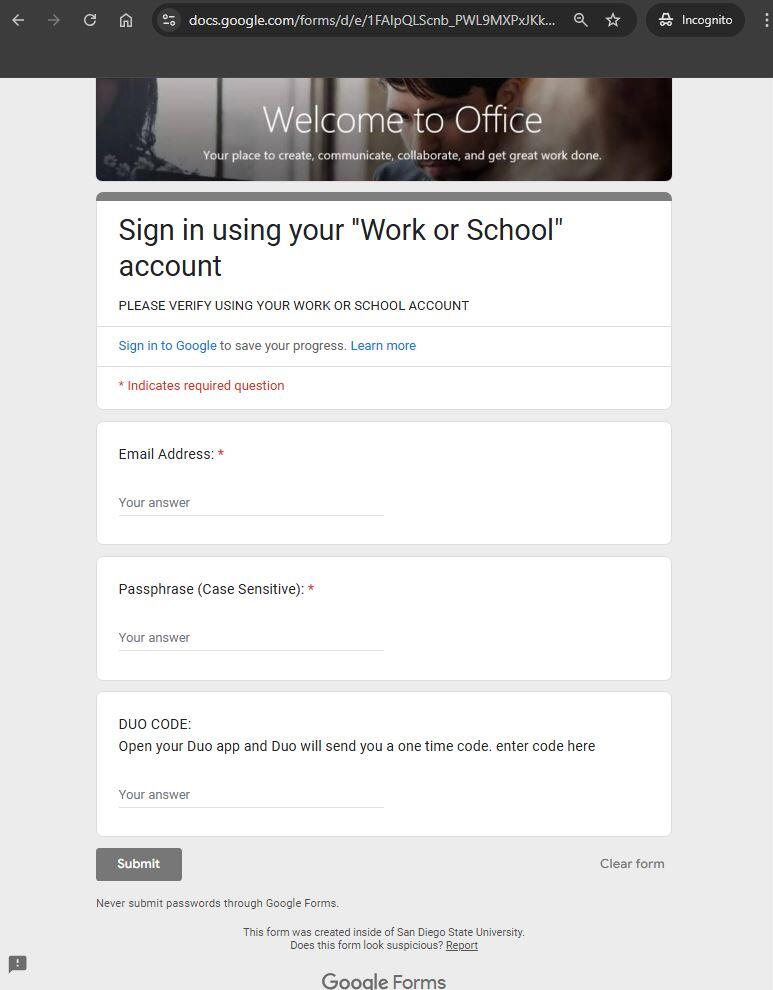 docs.google.com/forms/d/e/1FAIpQLScnb_PWL9MXPxJKk...
Incognito
Welcome to Office
Your place to create, communicate, collaborate, and get great work done.
Sign in using your "Work or School"
account
PLEASE VERIFY USING YOUR WORK OR SCHOOL ACCOUNT
Sign in to Google to save your progress. Learn more
* Indicates required question
Email Address: *
Your answer
Passphrase (Case Sensitive): *
Your answer
DUO CODE:
Open your Duo app and Duo will send you a one time code. enter code here
Your answer
Submit
Clear form
Never submit passwords through Google Forms.
This form was created inside of San Diego State University.
Does this form look suspicious? Report
Google Forms